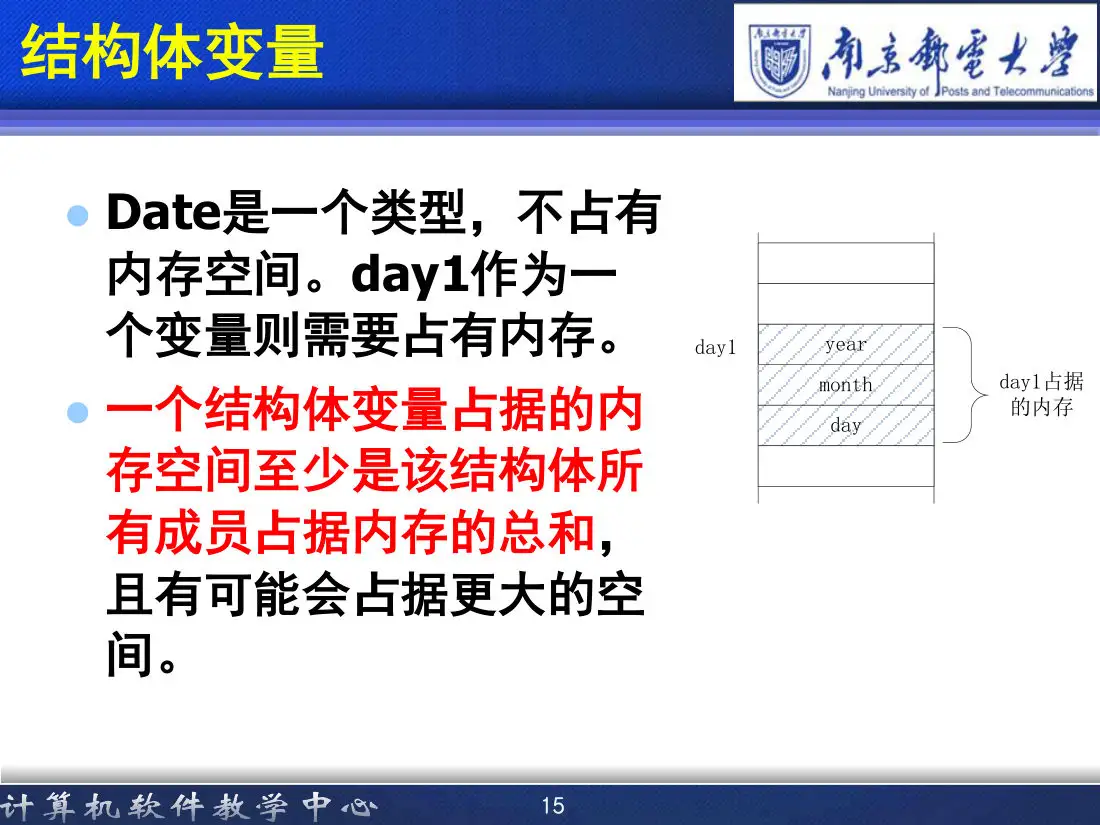 结构体变量
南京邮电大学
Nanjing University of Posts and Telecommunications
Date是一个类型，不占有
内存空间。day1作为一
个变量则需要占有内存。
一个结构体变量占据的内
存空间至少是该结构体所
有成员占据内存的总和，
且有可能会占据更大的空
间。
day1
year
month
day
day1占据
的内存
计算机软件教学中心
15